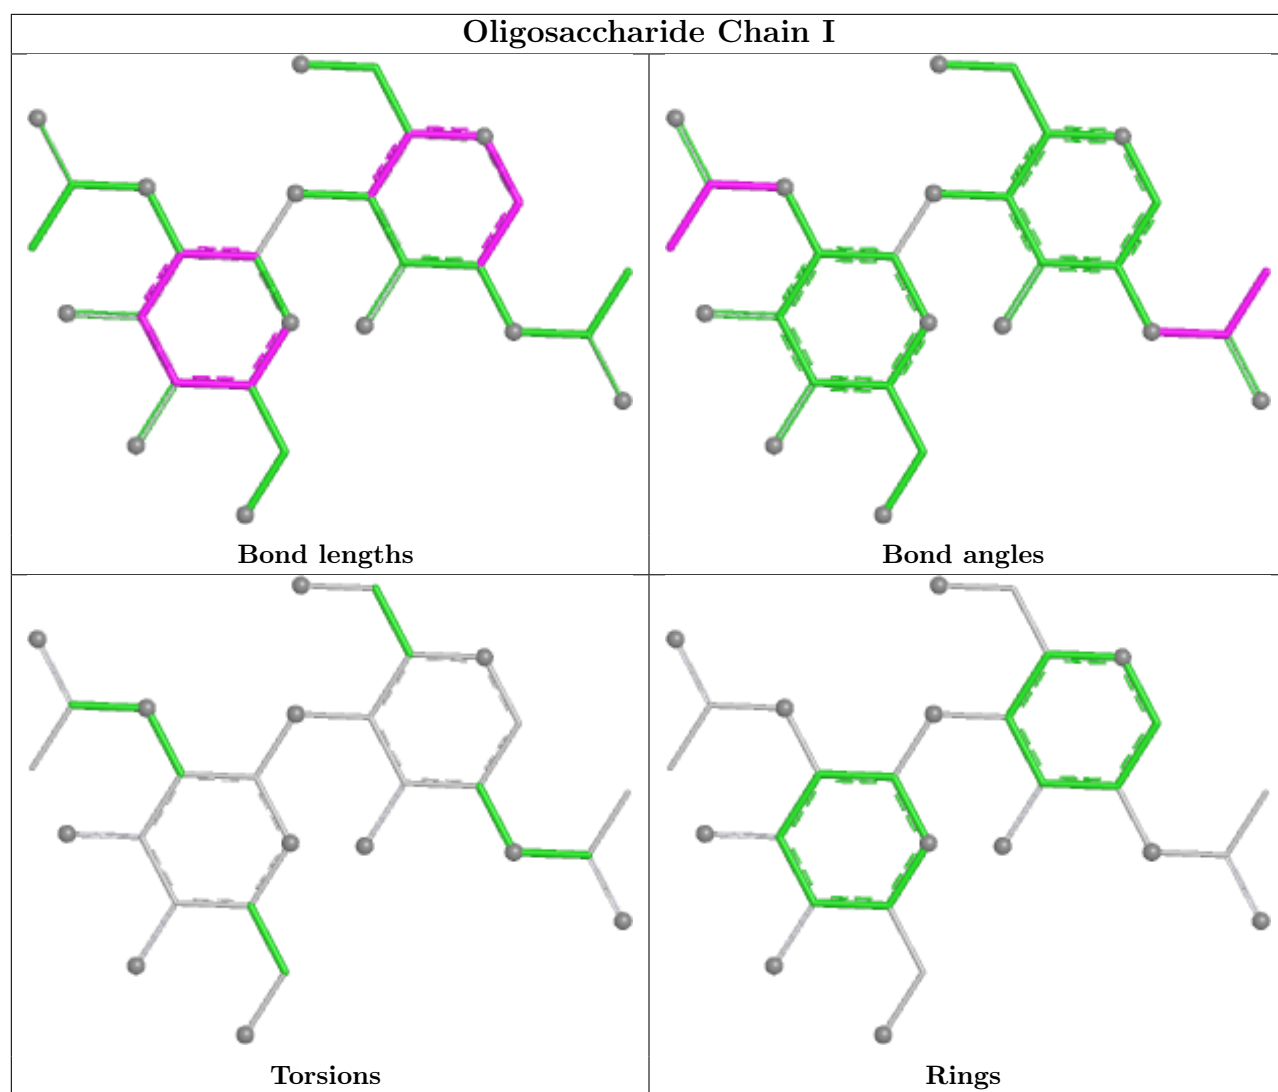 Oligosaccharide Chain I
Bond lengths
Bond angles
Torsions
Rings